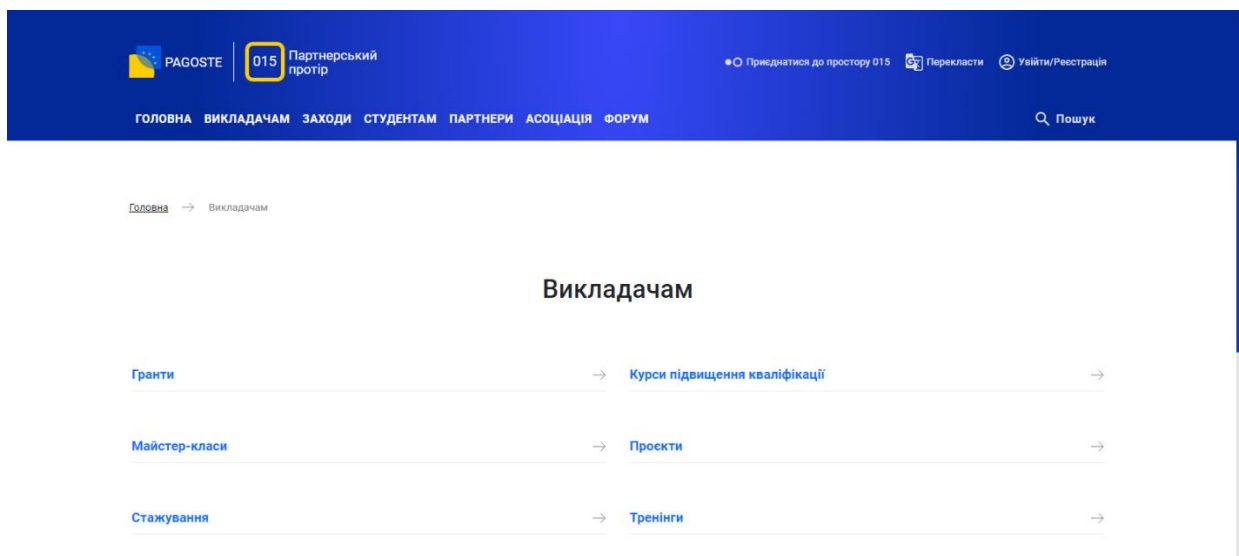 PAGOSTE
015
Партнерський
протір
Приєднатися до простору 015
Перекласти
Увійти/Реєстрація
ГОЛОВНА ВИКЛАДАЧАМ ЗАХОДИ СТУДЕНТАМ ПАРТНЕРИ АСОЦІАЦІЯ ФОРУМ
Пошук
Головна → Викладачам
Викладачам
Гранти →
Курси підвищення кваліфікації →
Майстер-класи →
Проєкти →
Стажування →
Тренінги →